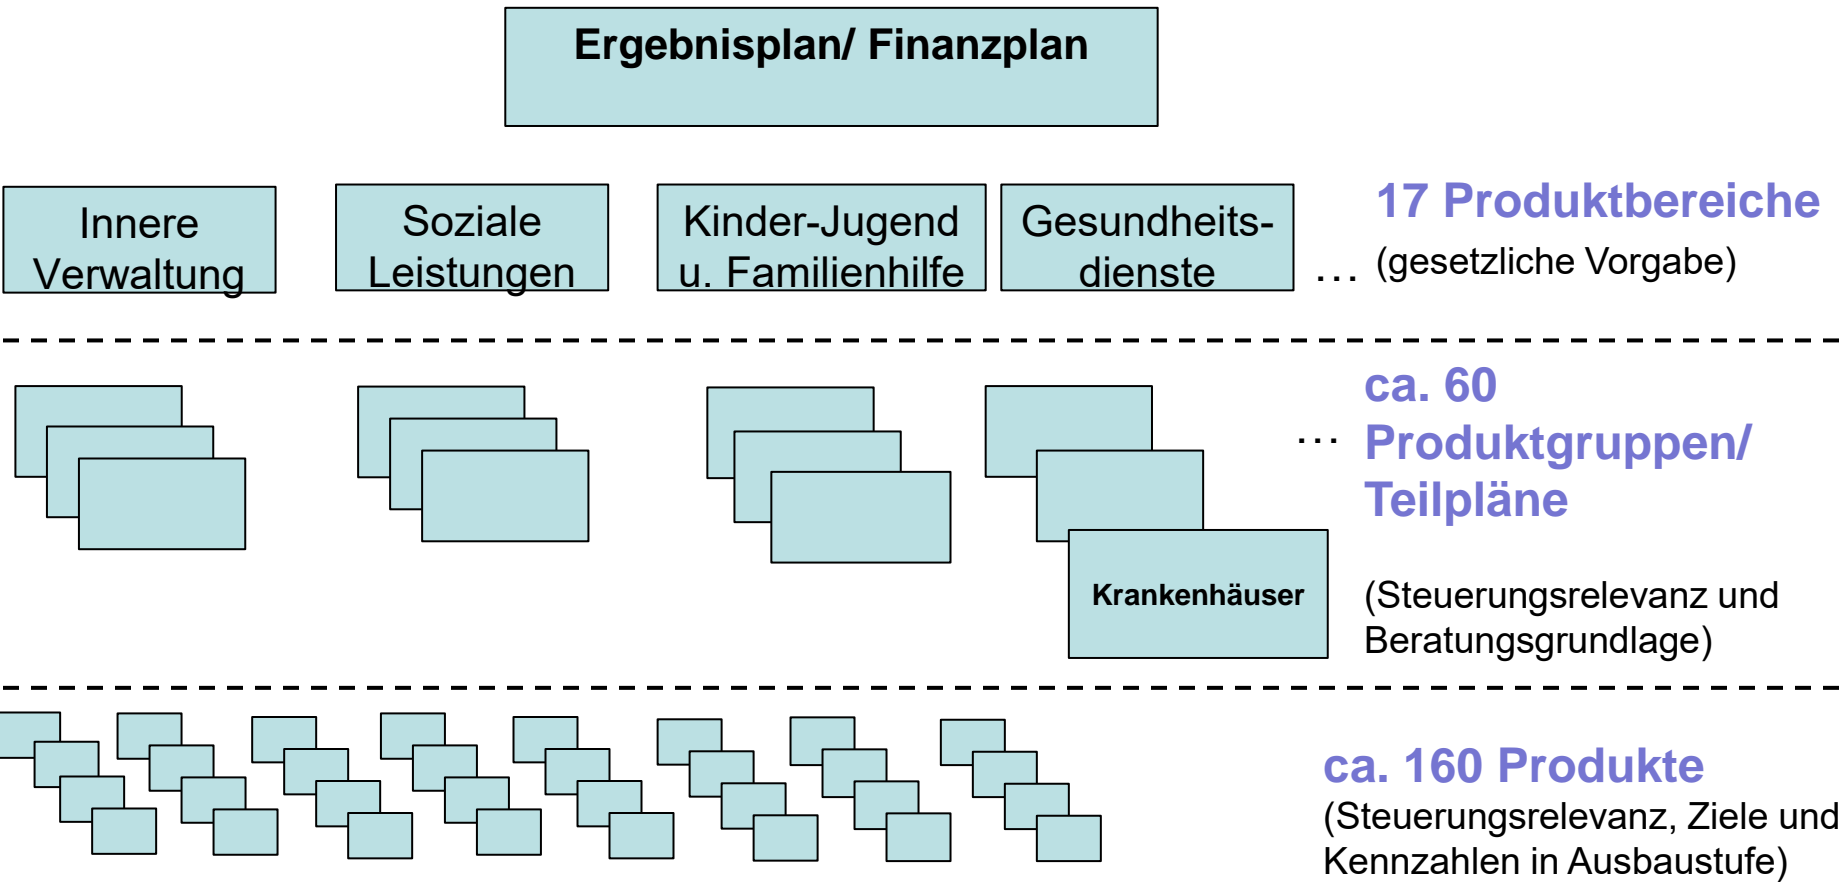 Ergebnisplan/ Finanzplan
Innere
Verwaltung
Soziale
Leistungen
Kinder-Jugend
u. Familienhilfe
Gesundheits-
dienste
...
17 Produktbereiche
(gesetzliche Vorgabe)
...
ca. 60
Produktgruppen/
Teilpläne
Krankenhäuser
(Steuerungsrelevanz und
Beratungsgrundlage)
ca. 160 Produkte
(Steuerungsrelevanz, Ziele und
Kennzahlen in Ausbaustufe)